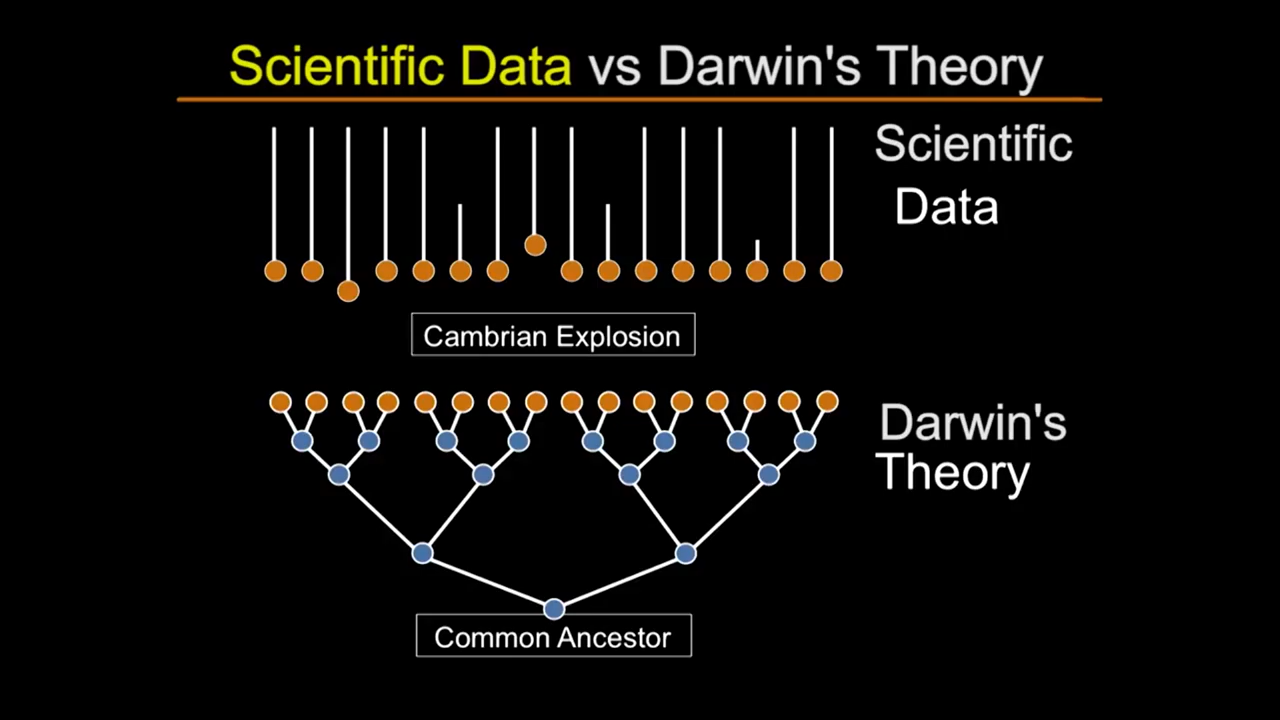 Scientific Data vs Darwin's Theory
Scientific
Data
Cambrian Explosion
Darwin's
Theory
Common Ancestor